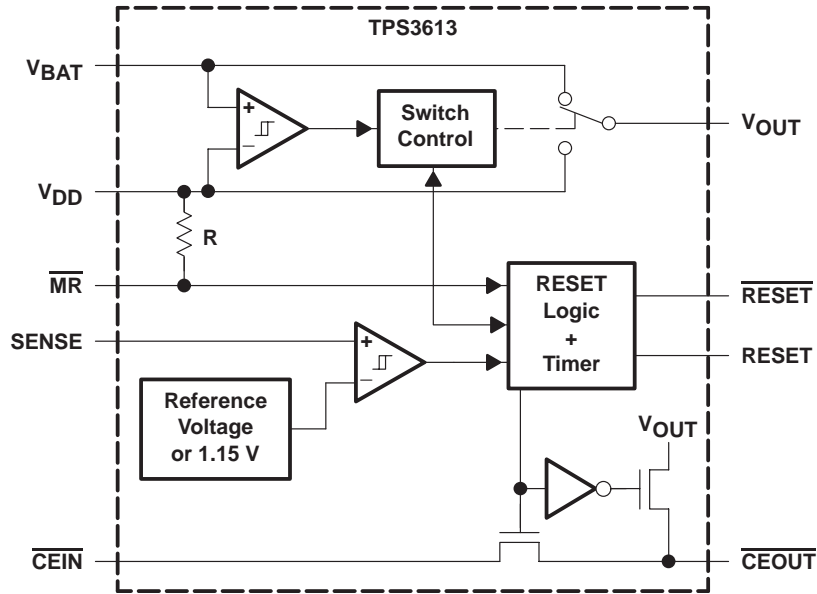 TPS3613
VBAT
+
−
Switch
Control
VOUT
VDD
R
MR
RESET
Logic
+
Timer
RESET
SENSE
+
−
RESET
Reference
Voltage
or 1.15 V
VOUT
CEIN
CEOUT